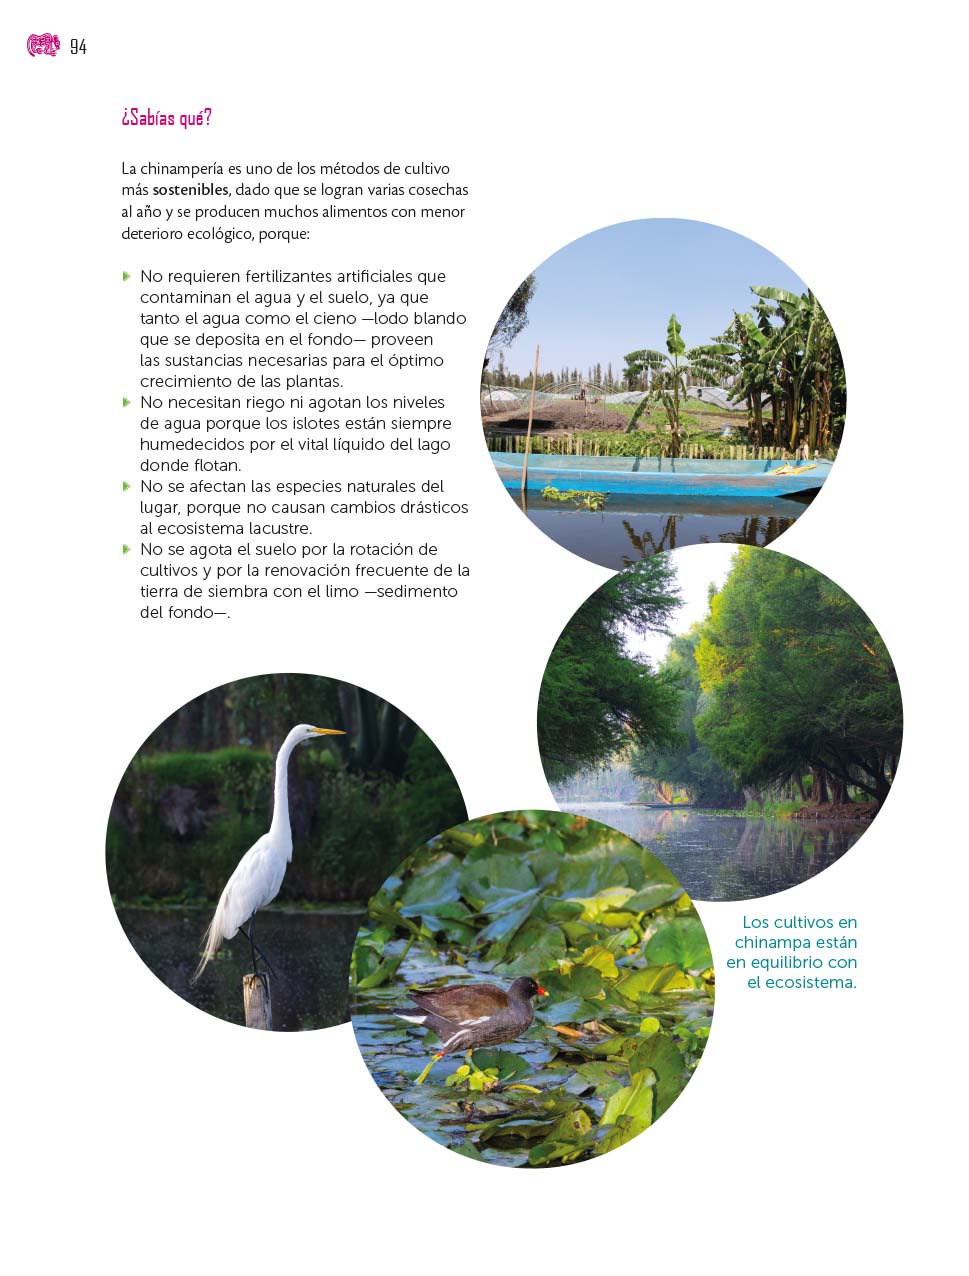 94
¿Sabías qué?
La chinampería es uno de los métodos de cultivo
más sostenibles, dado que se logran varias cosechas
al año y se producen muchos alimentos con menor
deterioro ecológico, porque:
No requieren fertilizantes artificiales que
contaminan el agua y el suelo, ya que
tanto el agua como el cieno —lodo blando
que se deposita en el fondo— proveen
las sustancias necesarias para el óptimo
crecimiento de las plantas.
No necesitan riego ni agotan los niveles
de agua porque los islotes están siempre
humedecidos por el vital líquido del lago
donde flotan.
No se afectan las especies naturales del
lugar, porque no causan cambios drásticos
al ecosistema lacustre.
No se agota el suelo por la rotación de
cultivos y por la renovación frecuente de la
tierra de siembra con el limo —sedimento
del fondo—.
Los cultivos en
chinampa están
en equilibrio con
el ecosistema.